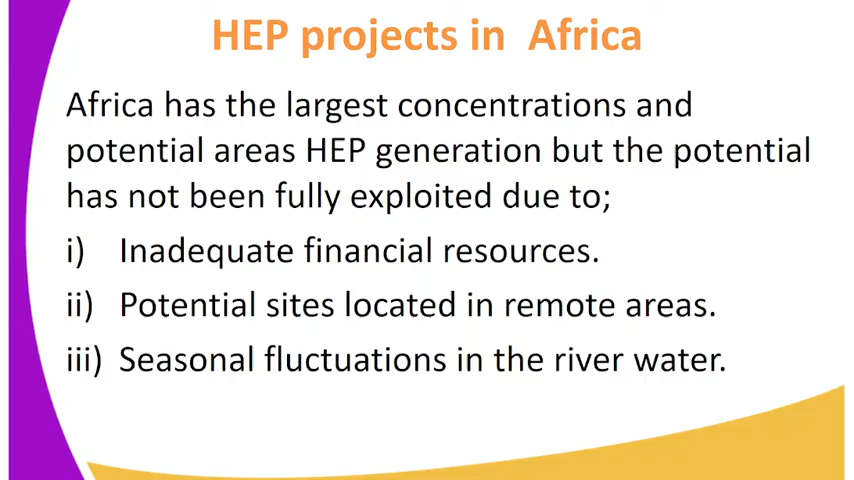 HEP projects in Africa
Africa has the largest concentrations and
potential areas HEP generation but the potential
has not been fully exploited due to;
i) Inadequate financial resources.
ii) Potential sites located in remote areas.
iii) Seasonal fluctuations in the river water.